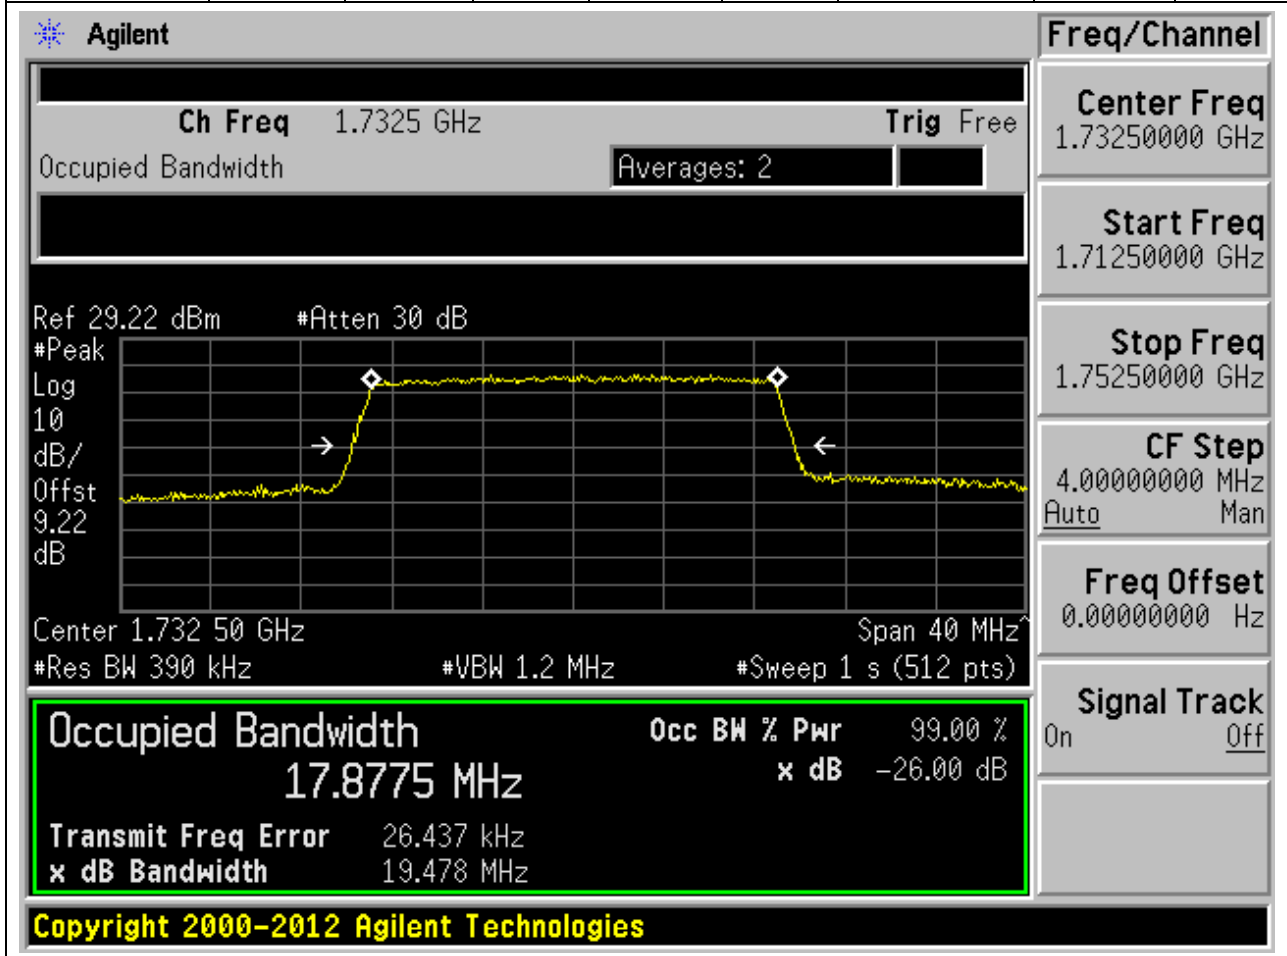 Agilent
Freq/Channel
Ch Freq 1.7325 GHz Trig Free
Occupied Bandwidth Averages: 2
Ref 29.22 dBm #Atten 30 dB
#Peak
Log
10
dB/
Offst
9.22
dB
Center 1.732 50 GHz Span 40 MHz^
#Res BW 390 kHz #VBW 1.2 MHz #Sweep 1 s (512 pts)
Occupied Bandwidth
17.8775 MHz
Occ BW % Pwr 99.00 %
x dB -26.00 dB
Transmit Freq Error 26.437 kHz
x dB Bandwidth 19.478 MHz
Center Freq
1.73250000 GHz
Start Freq
1.71250000 GHz
Stop Freq
1.75250000 GHz
CF Step
4.00000000 MHz
Auto Man
Freq Offset
0.00000000 Hz
Signal Track
On Off
Copyright 2000-2012 Agilent Technologies